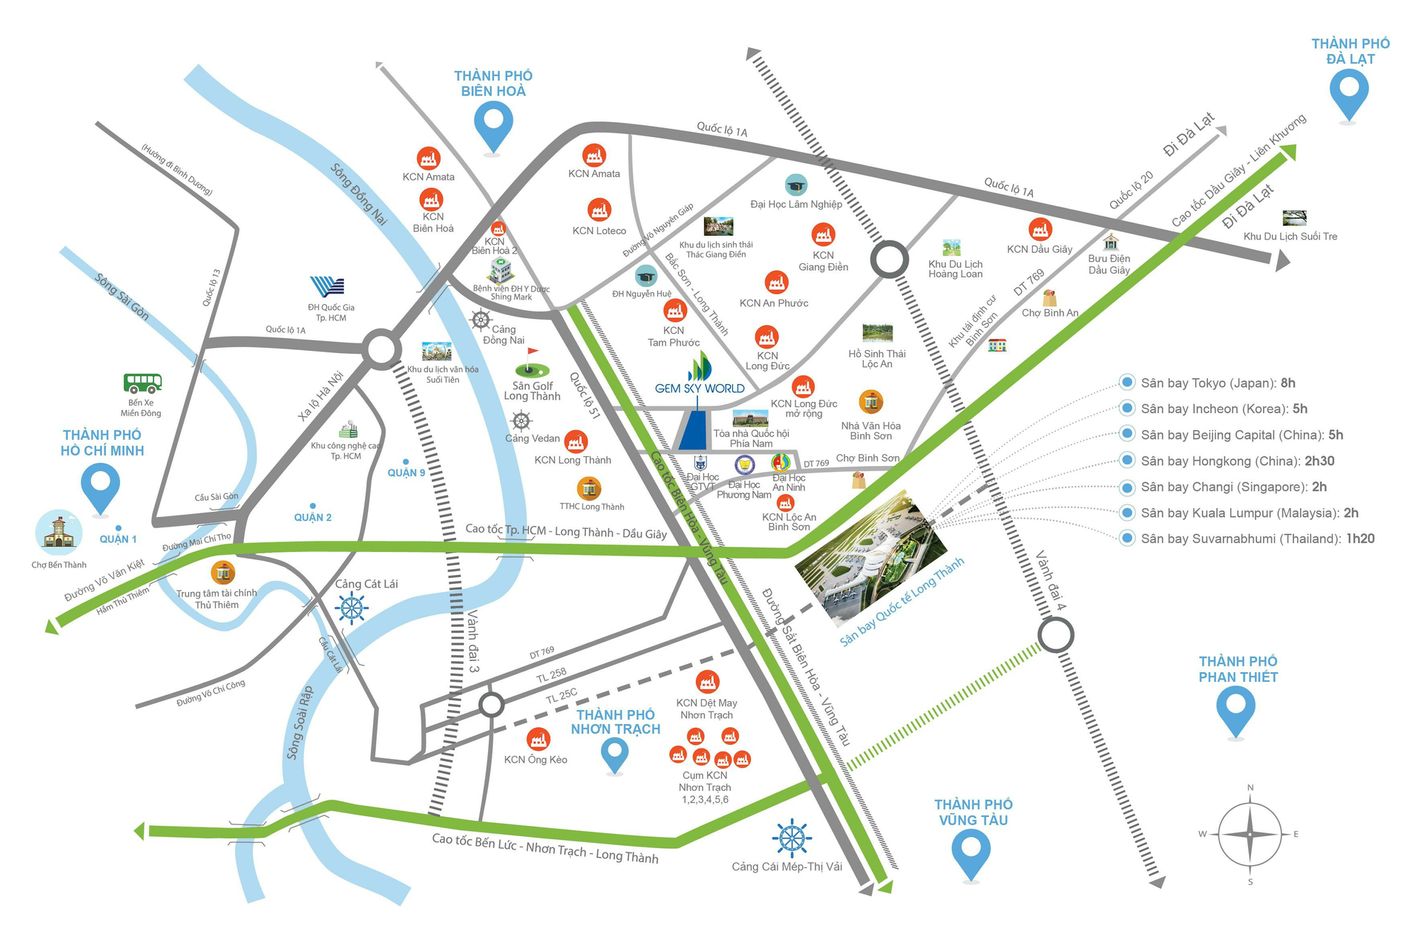 THÀNH PHỐ
ĐÀ LẠT
THÀNH PHỐ
BIÊN HOÀ
Quốc lộ 1A
Đi Đà Lạt
Cao tốc Dầu Giây - Liên Khương
Đi Đà Lạt
Quốc lộ 20
Quốc lộ 1A
(Hướng đi Bình Dương)
Sông Đồng Nai
KCN Amata
KCN
Biên Hoà
KCN Amata
KCN Loteco
KCN
Biên Hoà 2
Bệnh viện ĐH Y Dược
Shing Mark
Đường Võ Nguyên Giáp
Bắc Sơn - Long Thành
Khu du lịch sinh thái
Thác Giang Điền
Đại Học Lâm Nghiệp
KCN
Giang Điền
KCN An Phước
ĐH Nguyễn Huệ
KCN
Tam Phước
KCN
Long Đức
Khu Du Lịch
Hoàng Loan
KCN Dầu Giây
Bưu Điện
Dầu Giây
Khu Du Lịch Suối Tre
DT 769
Chợ Bình An
Khu tái định cư
Bình Sơn
Hồ Sinh Thái
Lộc An
Sông Sài Gòn
Quốc lộ 13
Quốc lộ 1A
ĐH Quốc Gia
Tp. HCM
Xa lộ Hà Nội
Khu du lịch văn hóa
Suối Tiên
Cảng
Đồng Nai
Sân Golf
Long Thành
Quốc lộ 51
Cảng Vedan
KCN Long Thành
TTHC Long Thành
GEM SKY WORLD
Tòa nhà Quốc hội
Phía Nam
KCN Long Đức
mở rộng
Nhà Văn Hóa
Bình Sơn
Chợ Bình Sơn
DT 769
Đại Học
GTVT
Đại Học
Phương Nam
Đại Học
An Ninh
KCN Lộc An
Bình Sơn
Bến Xe
Miền Đông
THÀNH PHỐ
HỒ CHÍ MINH
Khu công nghệ cao
Tp. HCM
QUẬN 9
QUẬN 2
QUẬN 1
Chợ Bến Thành
Cầu Sài Gòn
Đường Mai Chí Thọ
Đường Võ Văn Kiệt
Hầm Thủ Thiêm
Trung tâm tài chính
Thủ Thiêm
Cao tốc Tp. HCM - Long Thành - Dầu Giây
Cao tốc Biên Hòa - Vũng Tàu
Cảng Cát Lái
Cầu Cát Lái
Đường Võ Chí Công
Sông Soài Rạp
Vành đai 3
DT 769
TL 25B
TL 25C
Sân bay Tokyo (Japan): 8h
Sân bay Incheon (Korea): 5h
Sân bay Beijing Capital (China): 5h
Sân bay Hongkong (China): 2h30
Sân bay Changi (Singapore): 2h
Sân bay Kuala Lumpur (Malaysia): 2h
Sân bay Suvarnabhumi (Thailand): 1h20
Sân bay Quốc tế Long Thành
Đường Sắt Biên Hòa - Vũng Tàu
Vành đai 4
THÀNH PHỐ
PHAN THIẾT
THÀNH PHỐ
NHƠN TRẠCH
KCN Ông Kèo
KCN Dệt May
Nhơn Trạch
Cụm KCN
Nhơn Trạch
1,2,3,4,5,6
Cao tốc Bến Lức - Nhơn Trạch - Long Thành
Cảng Cái Mép-Thị Vải
THÀNH PHỐ
VŨNG TÀU
N
W
E
S